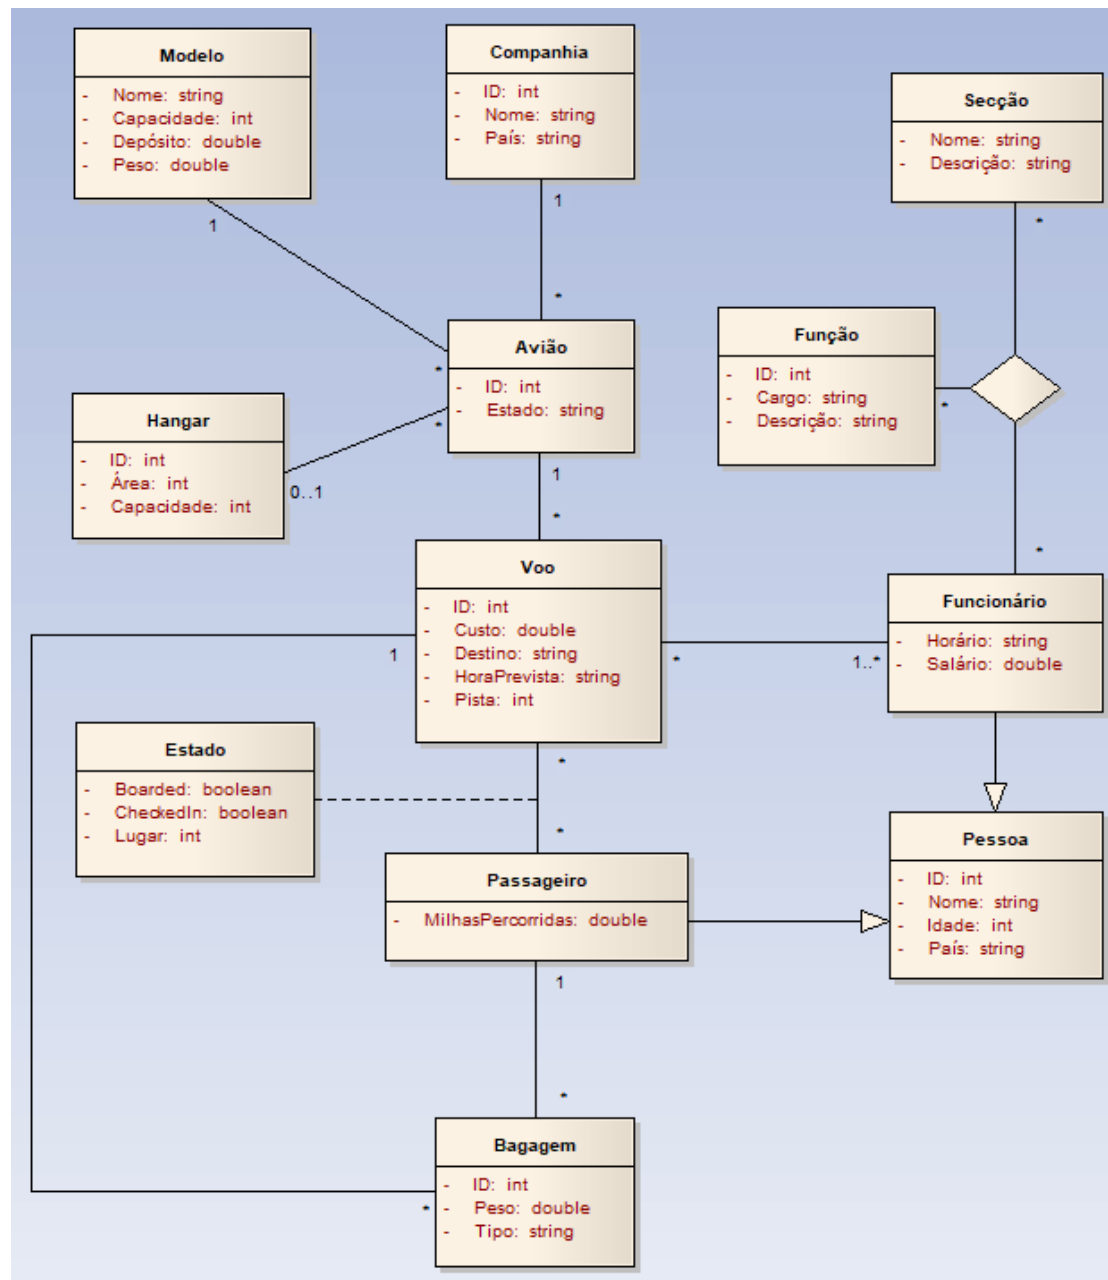 Modelo
- Nome: string
- Capacidade: int
- Depósito: double
- Peso: double
1
Companhia
- ID: int
- Nome: string
- País: string
1
*
Secção
- Nome: string
- Descrição: string
*
Avião
- ID: int
- Estado: string
*
*
1
*
Função
- ID: int
- Cargo: string
- Descrição: string
*
*
Hangar
- ID: int
- Área: int
- Capacidade: int
0..1
Voo
- ID: int
- Custo: double
- Destino: string
- HoraPrevista: string
- Pista: int
1
*
1..*
*
Funcionário
- Horário: string
- Salário: double
Estado
- Boarded: boolean
- CheckedIn: boolean
- Lugar: int
*
Passageiro
- MilhasPercorridas: double
1
*
Pessoa
- ID: int
- Nome: string
- Idade: int
- País: string
Bagagem
- ID: int
- Peso: double
- Tipo: string
*